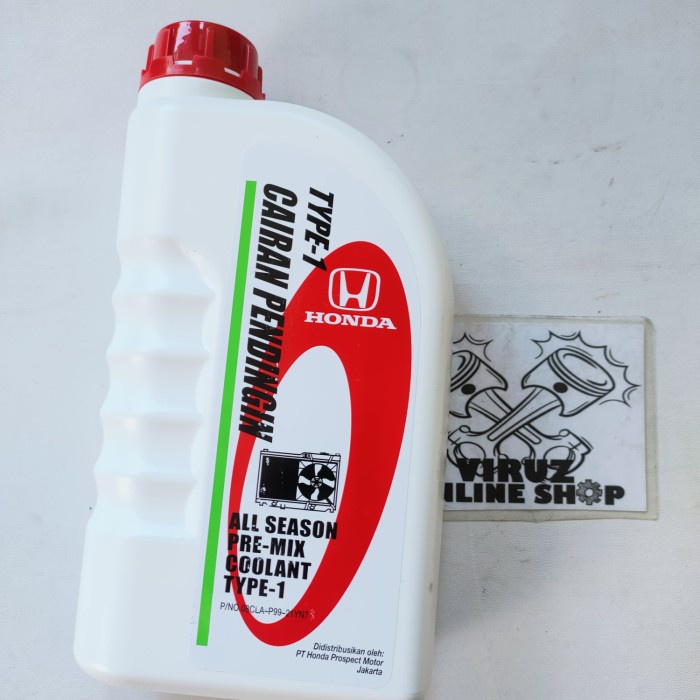 TYPE-1
CAIRAN PENDINGIN
HONDA
ALL SEASON
PRE-MIX
COOLANT
TYPE-1
Didistribusikan oleh:
PT Honda Prospect Motor
Jakarta
VIRUZ
NLINE SHOP